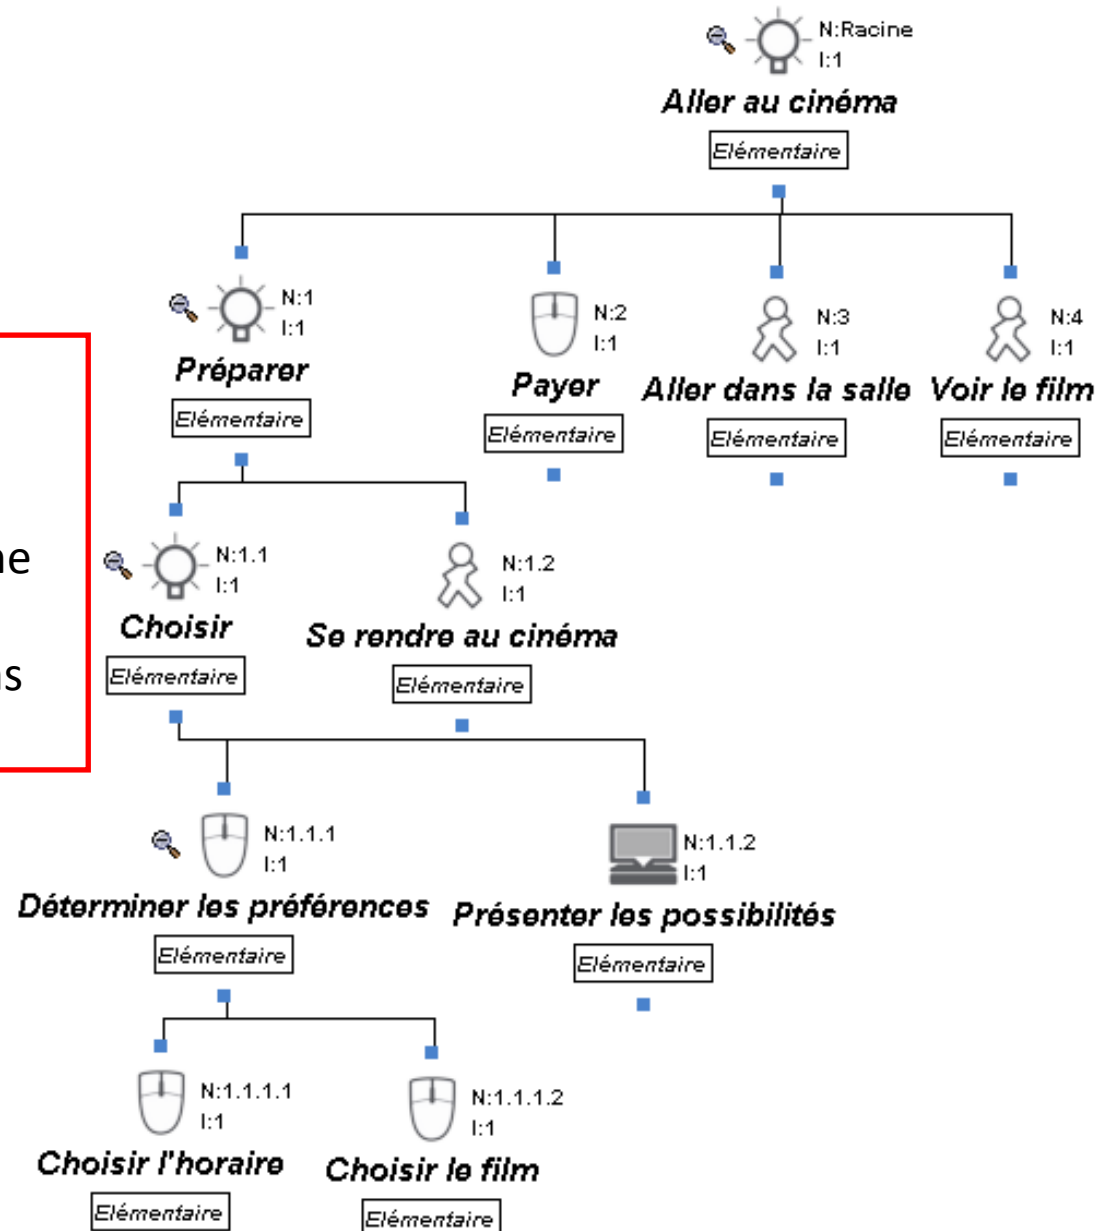 N:Racine
I:1
Aller au cinéma
Elémentaire
N:1
I:1
Préparer
Elémentaire
N:2
I:1
Payer
Elémentaire
N:3
I:1
Aller dans la salle
Elémentaire
N:4
I:1
Voir le film
Elémentaire
ne
ns
N:1.1
I:1
Choisir
Elémentaire
N:1.2
I:1
Se rendre au cinéma
Elémentaire
N:1.1.1
I:1
Déterminer les préférences
Elémentaire
N:1.1.2
I:1
Présenter les possibilités
Elémentaire
N:1.1.1.1
I:1
Choisir l'horaire
Elémentaire
N:1.1.1.2
I:1
Choisir le film
Elémentaire